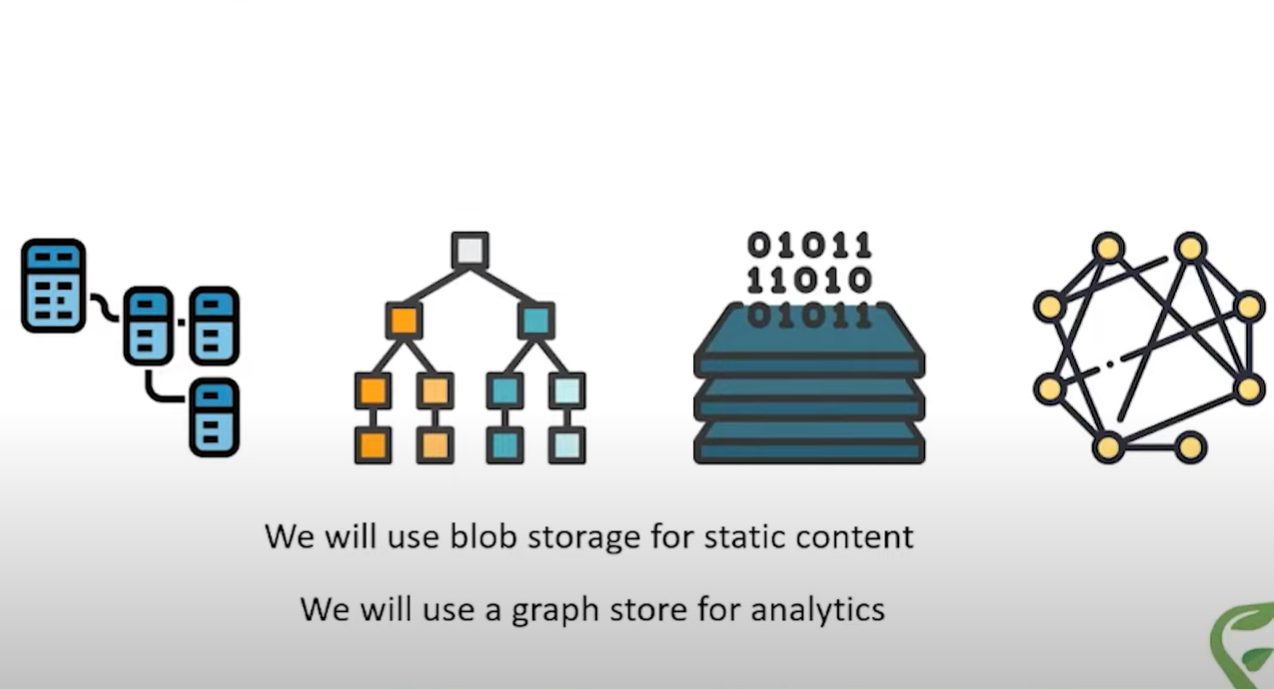 01011
11010
01011
We will use blob storage for static content
We will use a graph store for analytics